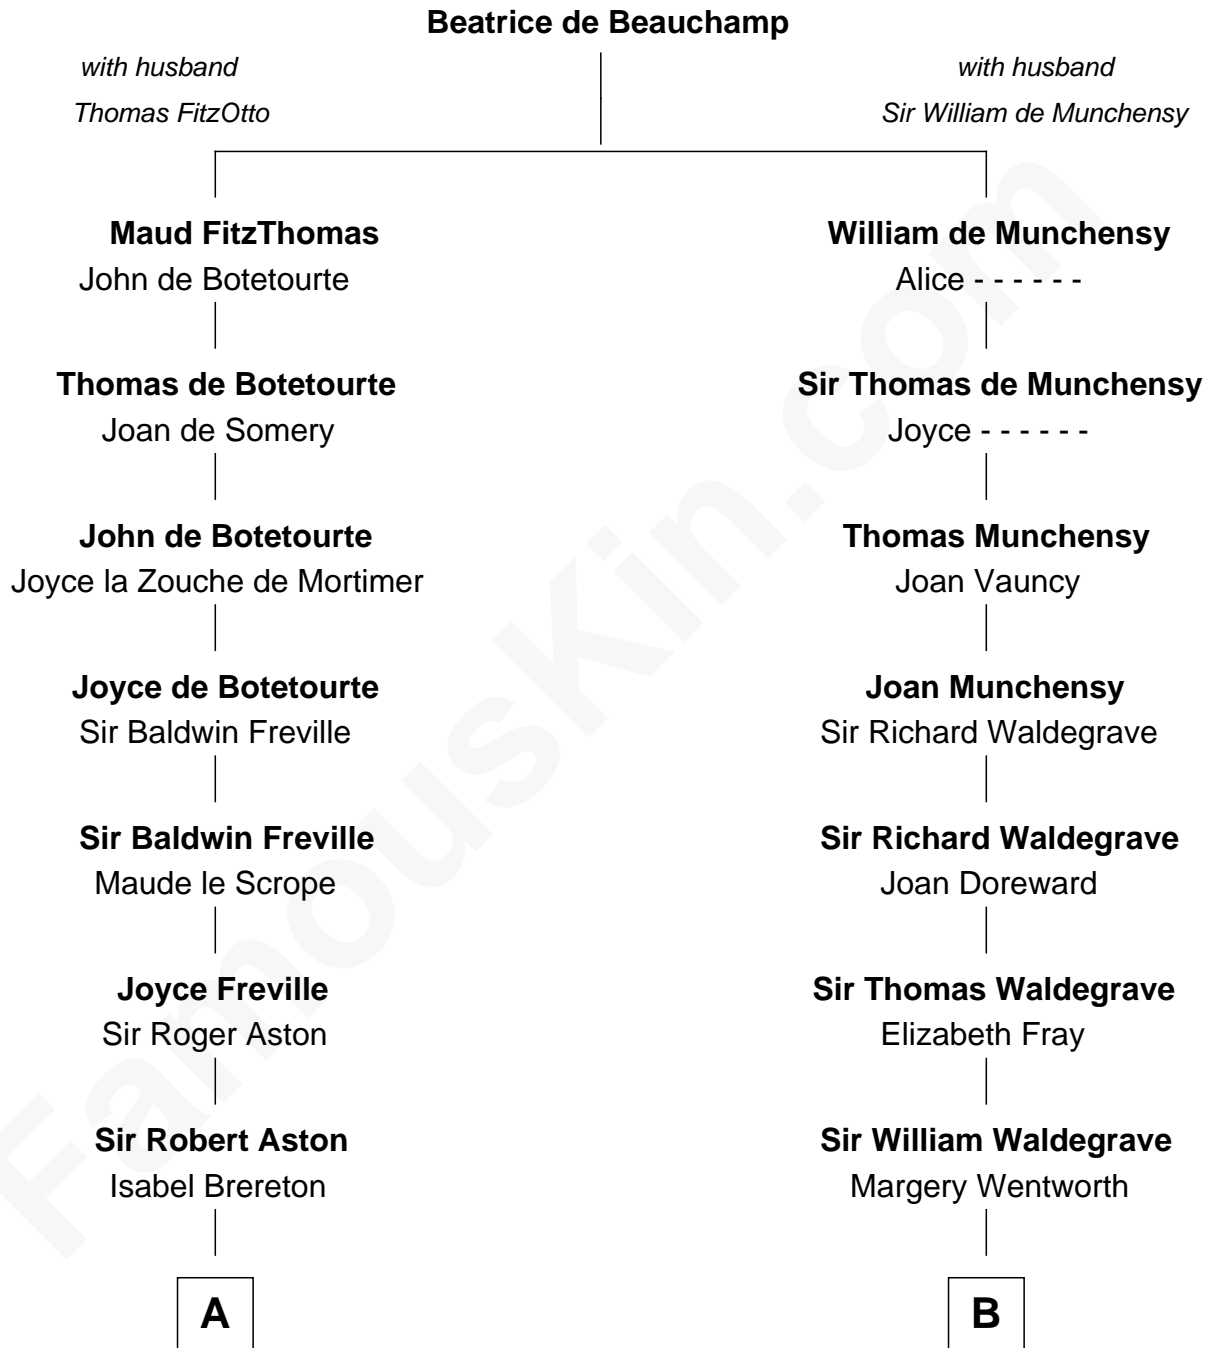 Beatrice de Beauchamp
with husband
Thomas FitzOtto
with husband
Sir William de Munchensy
Maud FitzThomas
John de Botetourte
William de Munchensy
Alice - - - - - -
Thomas de Botetourte
Joan de Somery
Sir Thomas de Munchensy
Joyce - - - - - -
John de Botetourte
Joyce la Zouche de Mortimer
Thomas Munchensy
Joan Vauncy
Joyce de Botetourte
Sir Baldwin Freville
Joan Munchensy
Sir Richard Waldegrave
Sir Baldwin Freville
Maude le Scrope
Sir Richard Waldegrave
Joan Doreward
Joyce Freville
Sir Roger Aston
Sir Thomas Waldegrave
Elizabeth Fray
Sir Robert Aston
Isabel Brereton
Sir William Waldegrave
Margery Wentworth
A
B
FamousKin.com